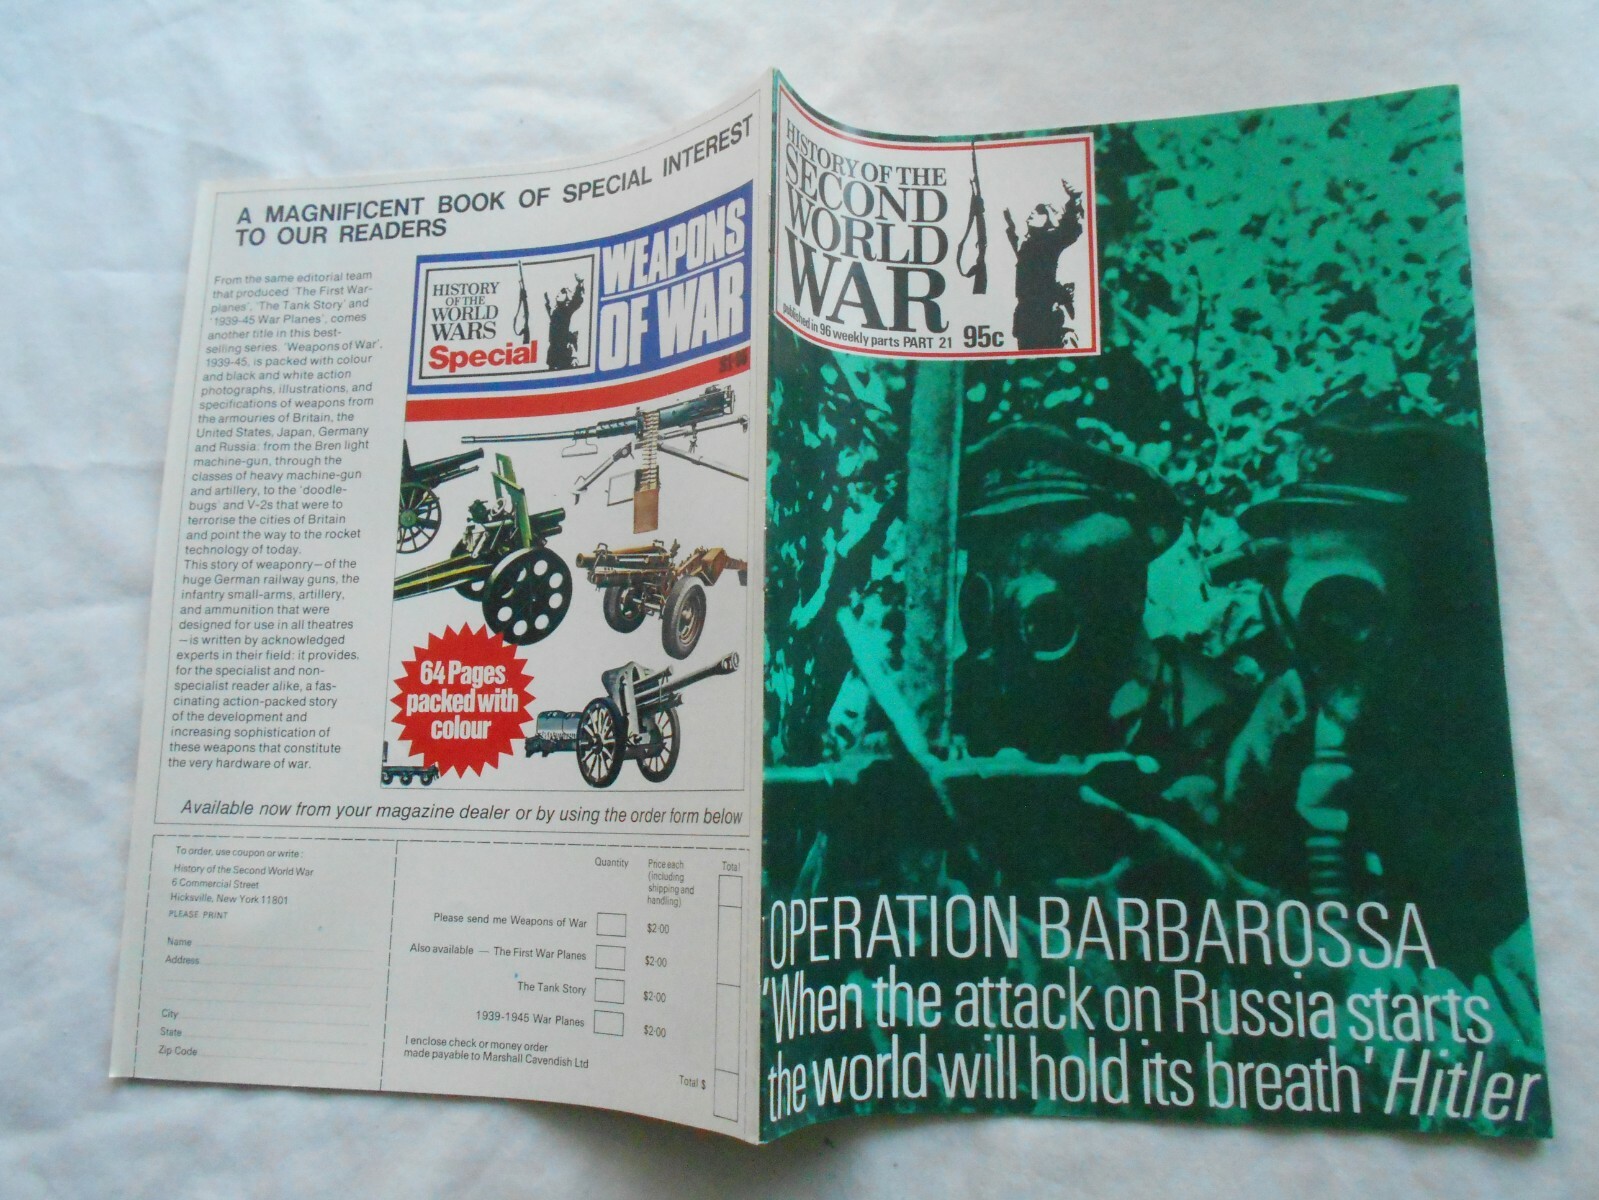 A MAGNIFICENT BOOK OF SPECIAL INTEREST
TO OUR READERS
From the same editorial team
that produced 'The First War-
planes', 'The Tank Story' and
'1939-45 War Planes', comes
another title in this best-
selling series. 'Weapons of War',
1939-45, is packed with colour
and black and white action
photographs, illustrations, and
specifications of weapons from
the armouries of Britain, the
United States, Japan, Germany
and Russia: from the Bren light
machine-gun, through the
classes of heavy machine-gun
and artillery, to the 'doodle-
bugs' and V-2s that were to
terrorise the cities of Britain
and point the way to the rocket
technology of today.
This story of weaponry—of the
huge German railway guns, the
infantry small-arms, artillery,
and ammunition that were
designed for use in all theatres
—is written by acknowledged
experts in their field: it provides,
for the specialist and non-
specialist reader alike, a fas-
cinating action-packed story
of the development and
increasing sophistication of
these weapons that constitute
the very hardware of war.
HISTORY
OF THE
WORLD
WARS
Special
WEAPONS
OF WAR
64 Pages
packed with
colour
Available now from your magazine dealer or by using the order form below
To order, use coupon or write:
History of the Second World War
6 Commercial Street
Hicksville, New York 11801
PLEASE PRINT
Name
Address
City
State
Zip Code
Quantity
Price each
(including
shipping and
handling)
Total
Please send me Weapons of War
$2·00
Also available — The First War Planes
$2·00
The Tank Story
$2·00
1939-1945 War Planes
$2·00
I enclose check or money order
made payable to Marshall Cavendish Ltd
Total $
HISTORY OF THE
SECOND
WORLD
WAR
published in 96 weekly parts PART 21 95c
OPERATION BARBAROSSA
'When the attack on Russia starts
the world will hold its breath' Hitler